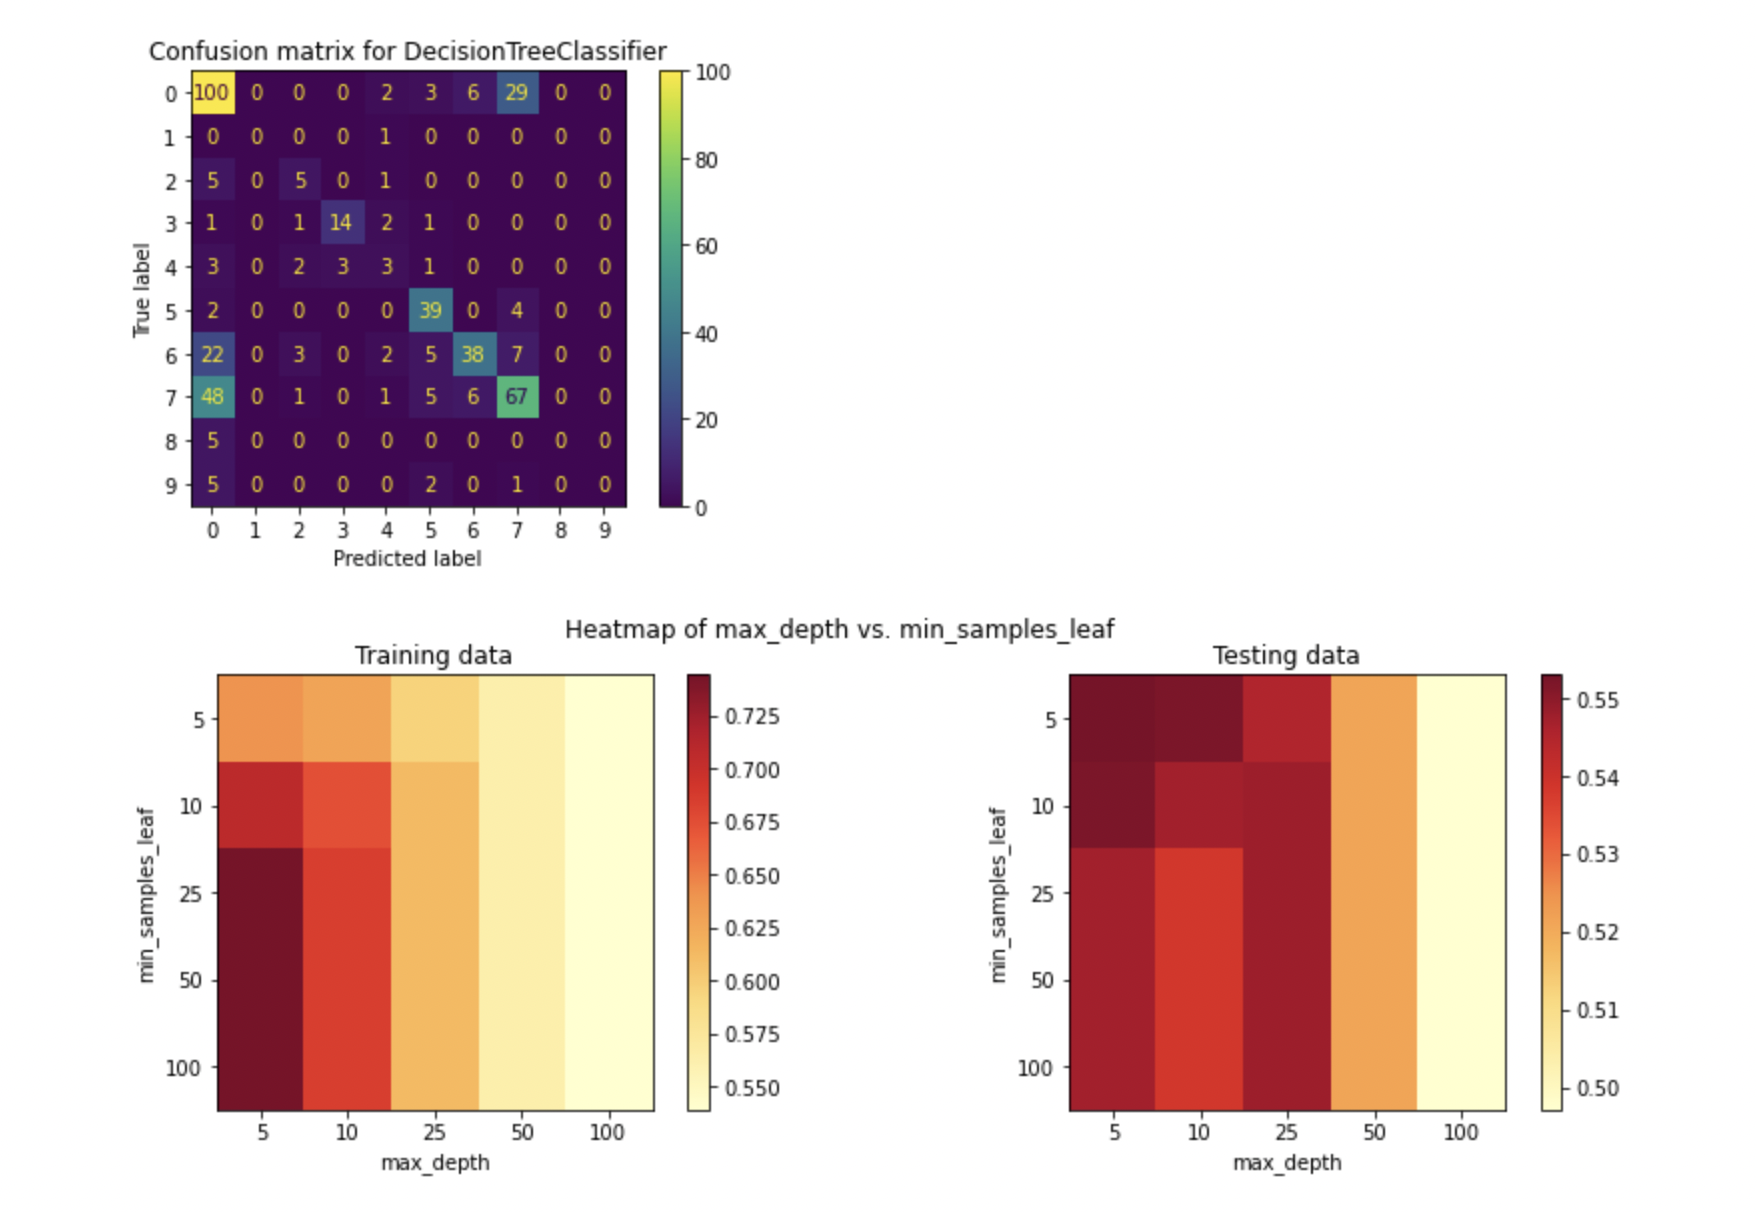 Confusion matrix for DecisionTreeClassifier
0 100 0 0 0 2 3 6 29 0 0
1 0 0 0 0 1 0 0 0 0 0
2 5 0 5 0 1 0 0 0 0 0
3 1 0 1 14 2 1 0 0 0 0
4 3 0 2 3 3 1 0 0 0 0
5 2 0 0 0 0 39 0 4 0 0
6 22 0 3 0 2 5 38 7 0 0
7 48 0 1 0 1 5 6 67 0 0
8 5 0 0 0 0 0 0 0 0 0
9 5 0 0 0 0 2 0 1 0 0
0 1 2 3 4 5 6 7 8 9
True label
Predicted label
100
80
60
40
20
0
Heatmap of max_depth vs. min_samples_leaf
Training data
min_samples_leaf
5
10
25
50
100
5 10 25 50 100
max_depth
0.725
0.700
0.675
0.650
0.625
0.600
0.575
0.550
Testing data
min_samples_leaf
5
10
25
50
100
5 10 25 50 100
max_depth
0.55
0.54
0.53
0.52
0.51
0.50